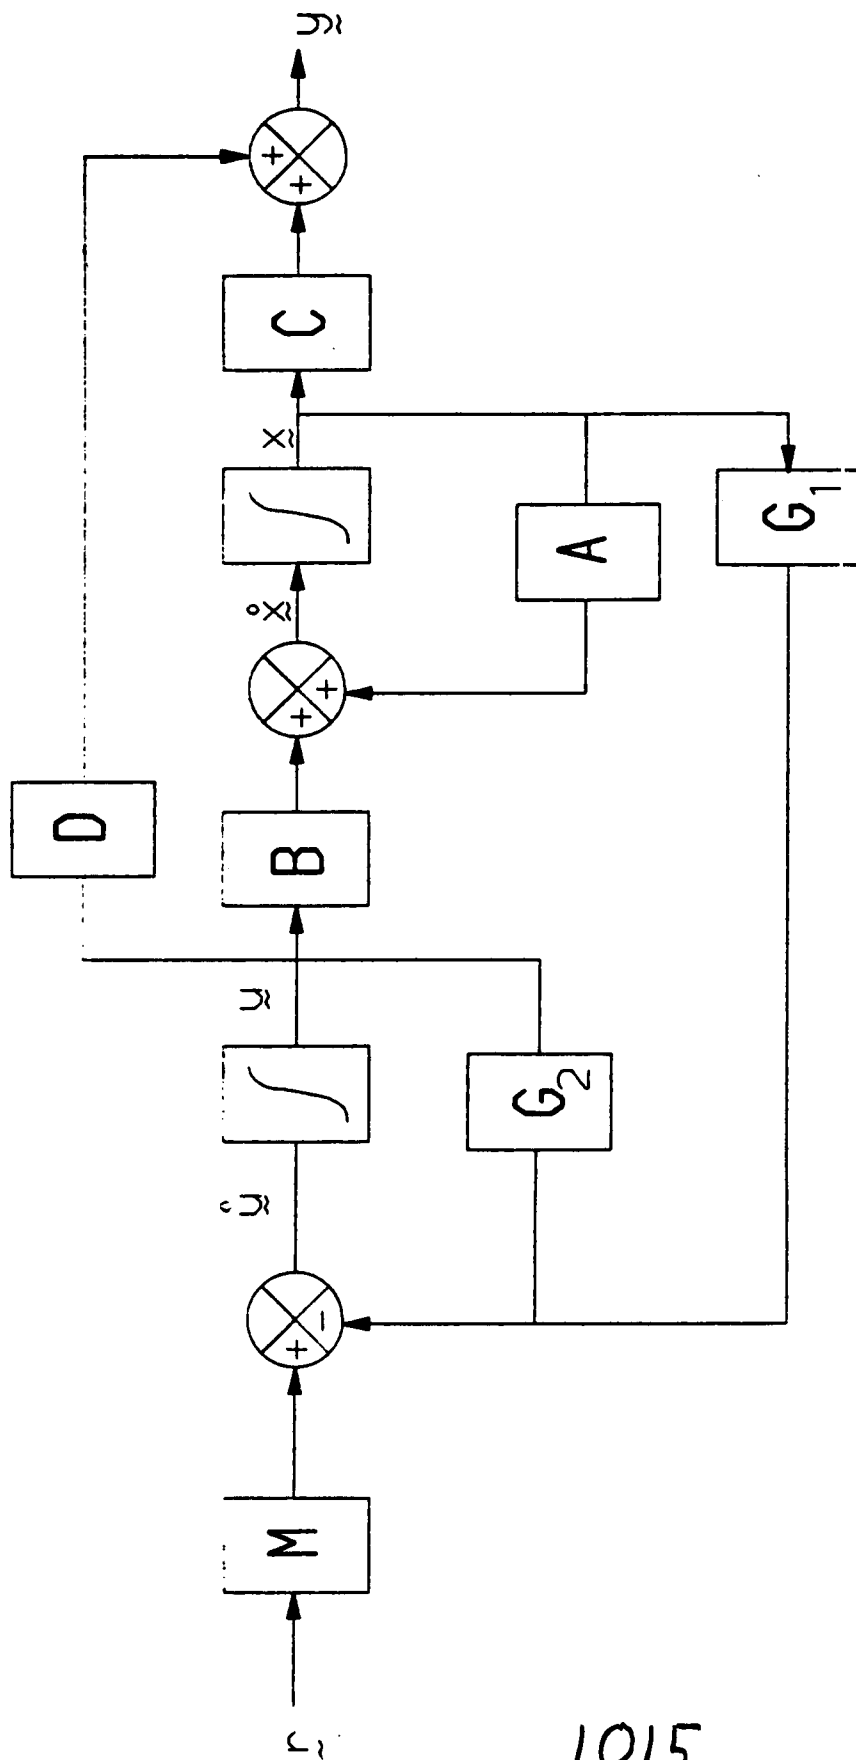 r
M
+
-
u̇
∫
u
G2
D
B
+
+
ẋ
∫
x
A
G1
C
+
+
y
1015